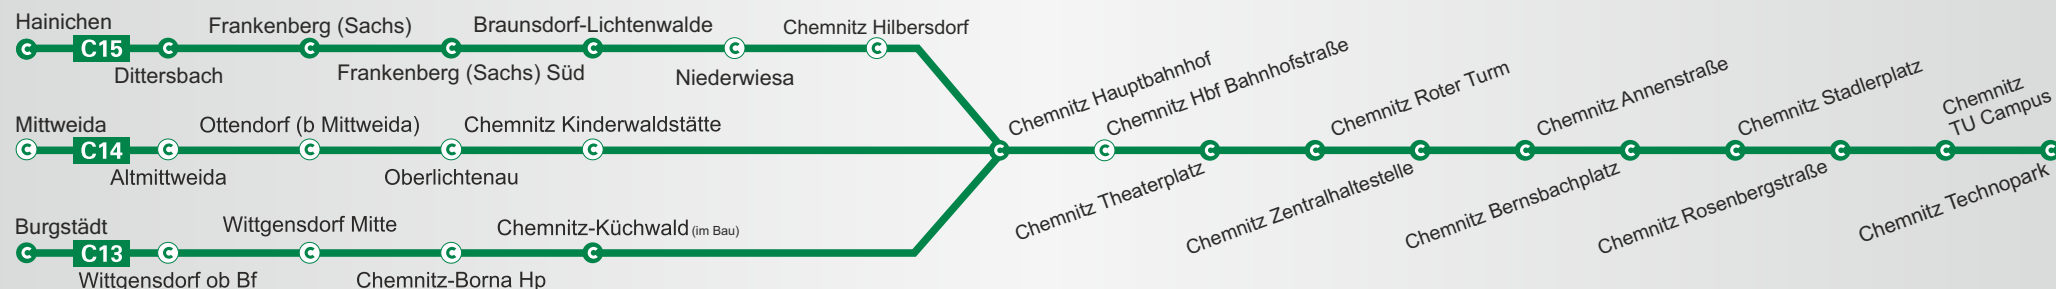 Hainichen
C15
Dittersbach
Frankenberg (Sachs)
Frankenberg (Sachs) Süd
Braunsdorf-Lichtenwalde
Niederwiesa
Chemnitz Hilbersdorf
Mittweida
C14
Altmittweida
Ottendorf (b Mittweida)
Oberlichtenau
Chemnitz Kinderwaldstätte
Burgstädt
C13
Wittgensdorf ob Bf
Wittgensdorf Mitte
Chemnitz-Borna Hp
Chemnitz-Küchwald (im Bau)
Chemnitz Hauptbahnhof
Chemnitz Hbf Bahnhofstraße
Chemnitz Theaterplatz
Chemnitz Roter Turm
Chemnitz Zentralhaltestelle
Chemnitz Annenstraße
Chemnitz Bernsbachplatz
Chemnitz Stadlerplatz
Chemnitz Rosenbergstraße
Chemnitz
TU Campus
Chemnitz Technopark